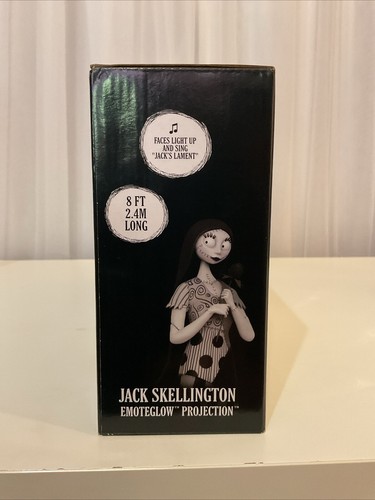 ♫
FACES LIGHT UP
AND SING
"JACK'S LAMENT"
8 FT
2.4M
LONG
JACK SKELLINGTON
EMOTEGLOW™ PROJECTION™